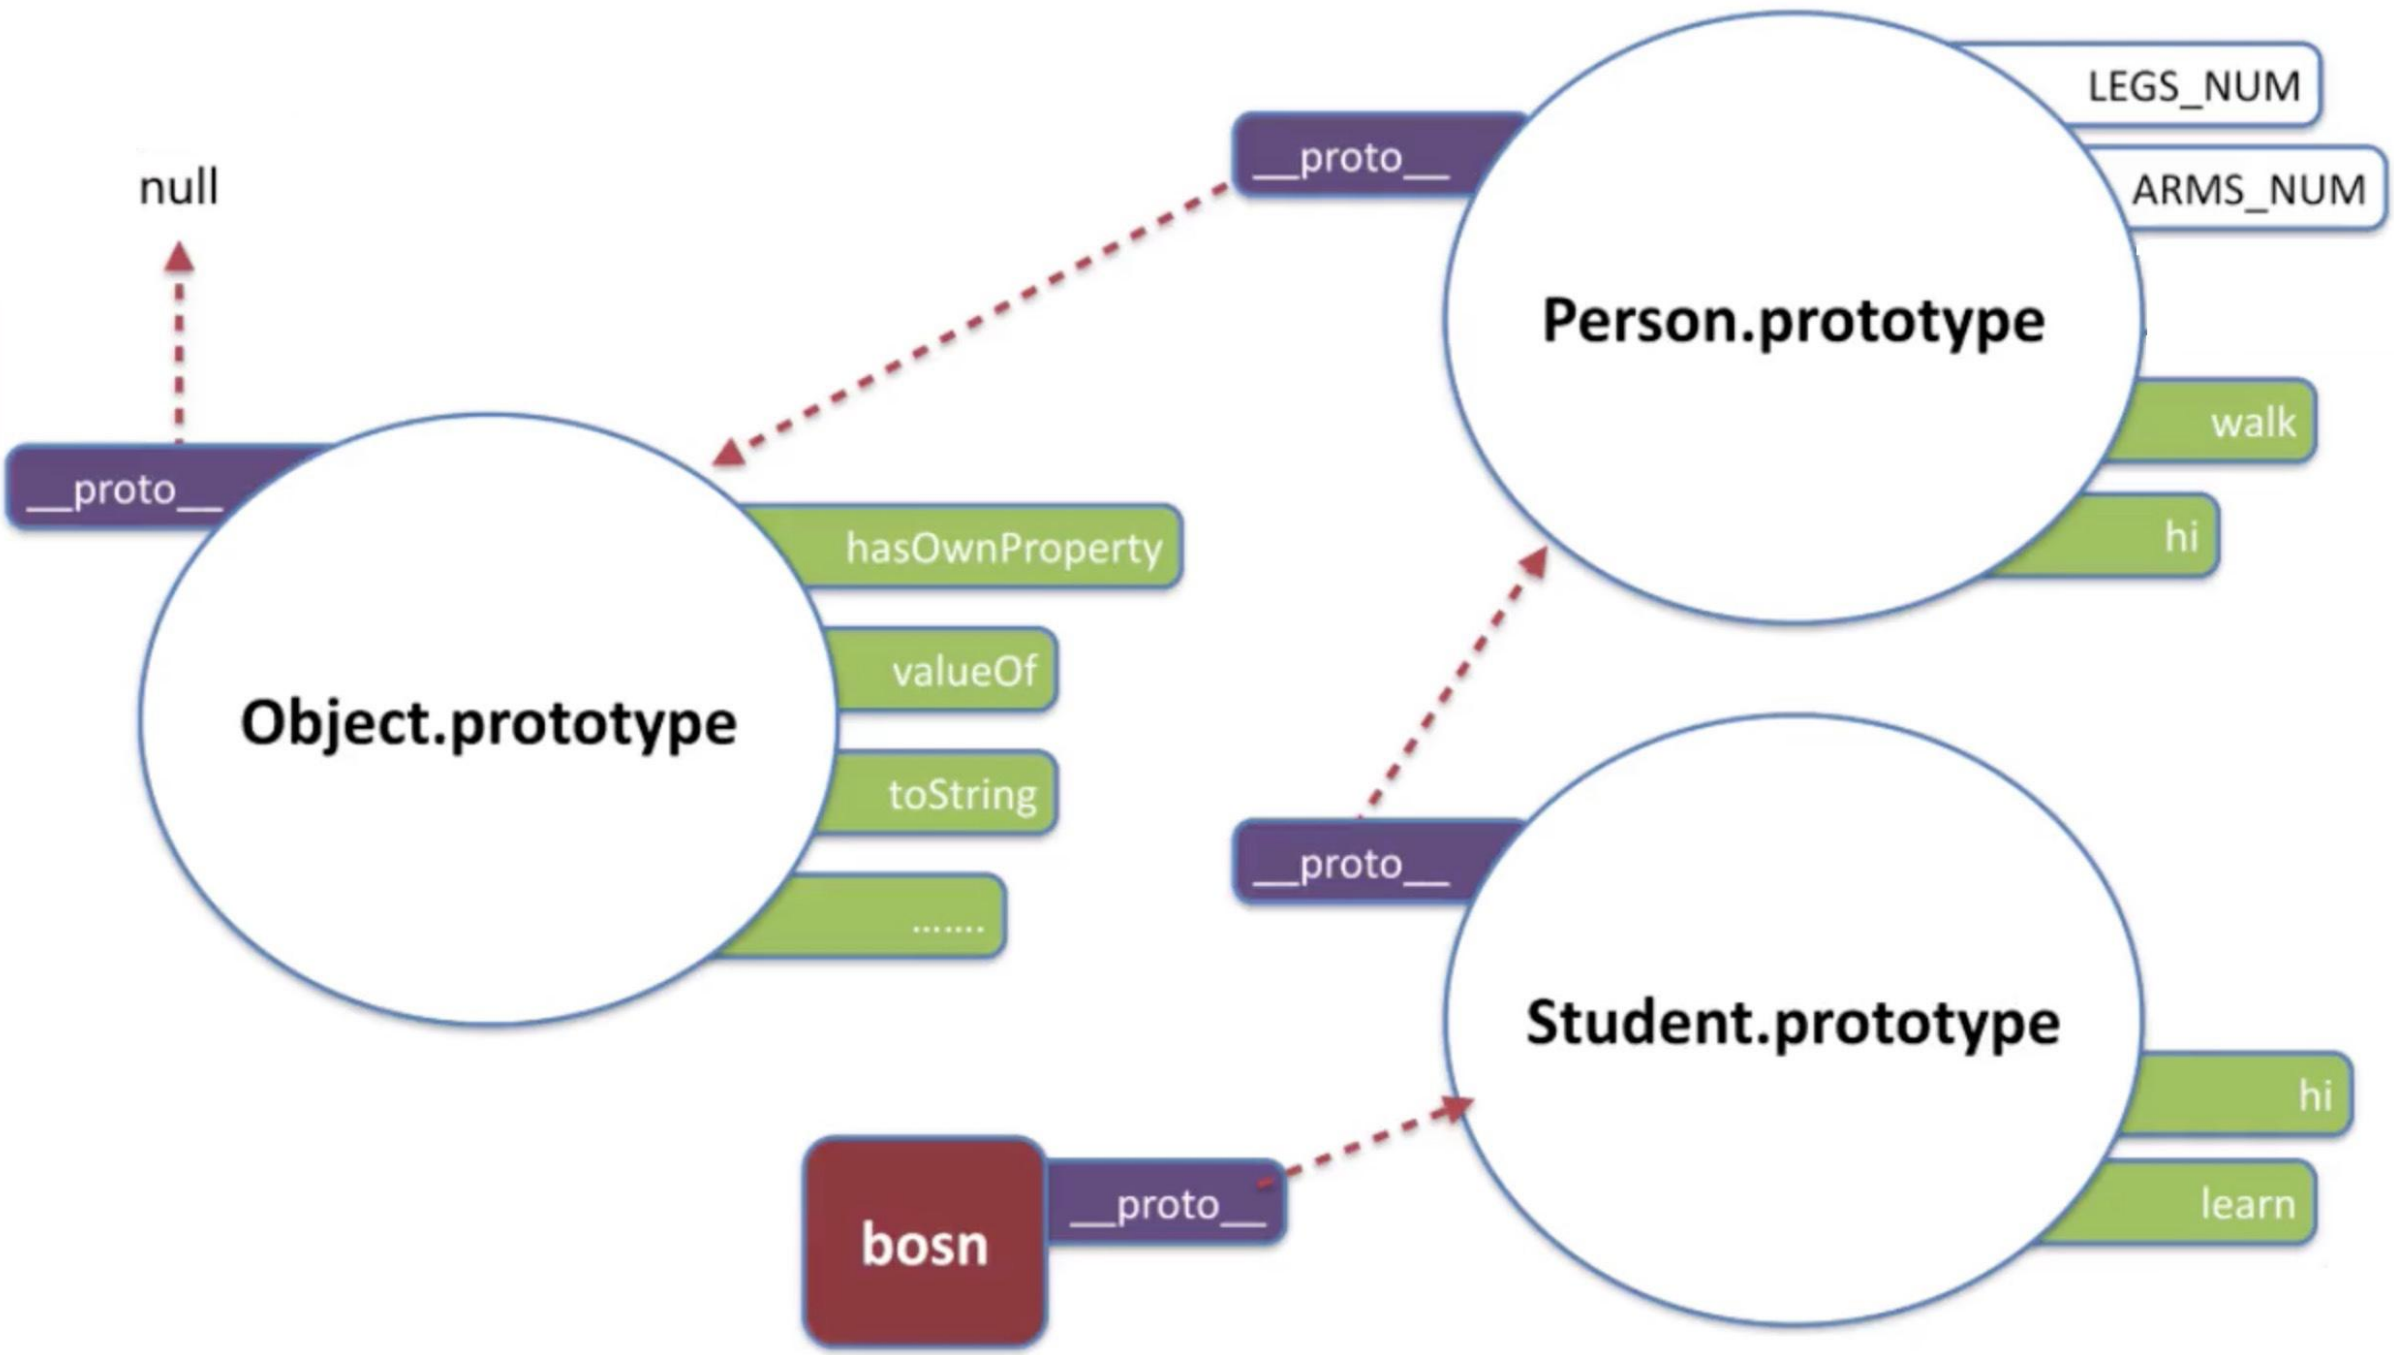 LEGS_NUM
__proto__
ARMS_NUM
null
Person.prototype
walk
__proto__
hi
hasOwnProperty
valueOf
Object.prototype
toString
__proto__
.......
Student.prototype
hi
__proto__
learn
bosn